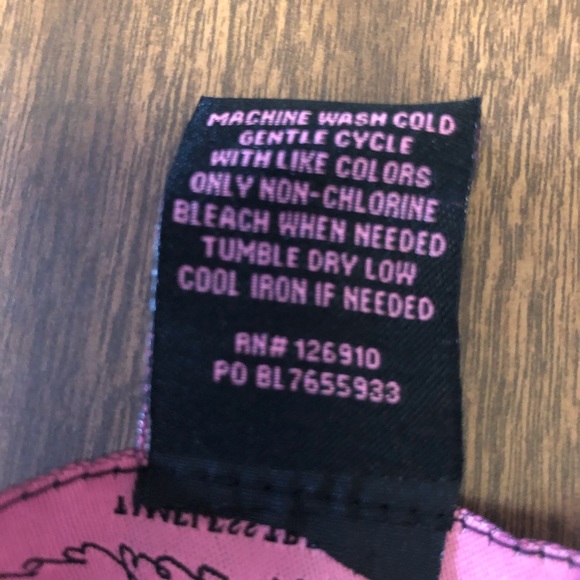 MACHINE WASH COLD
GENTLE CYCLE
WITH LIKE COLORS
ONLY NON-CHLORINE
BLEACH WHEN NEEDED
TUMBLE DRY LOW
COOL IRON IF NEEDED
RN# 126910
PO BL7655933